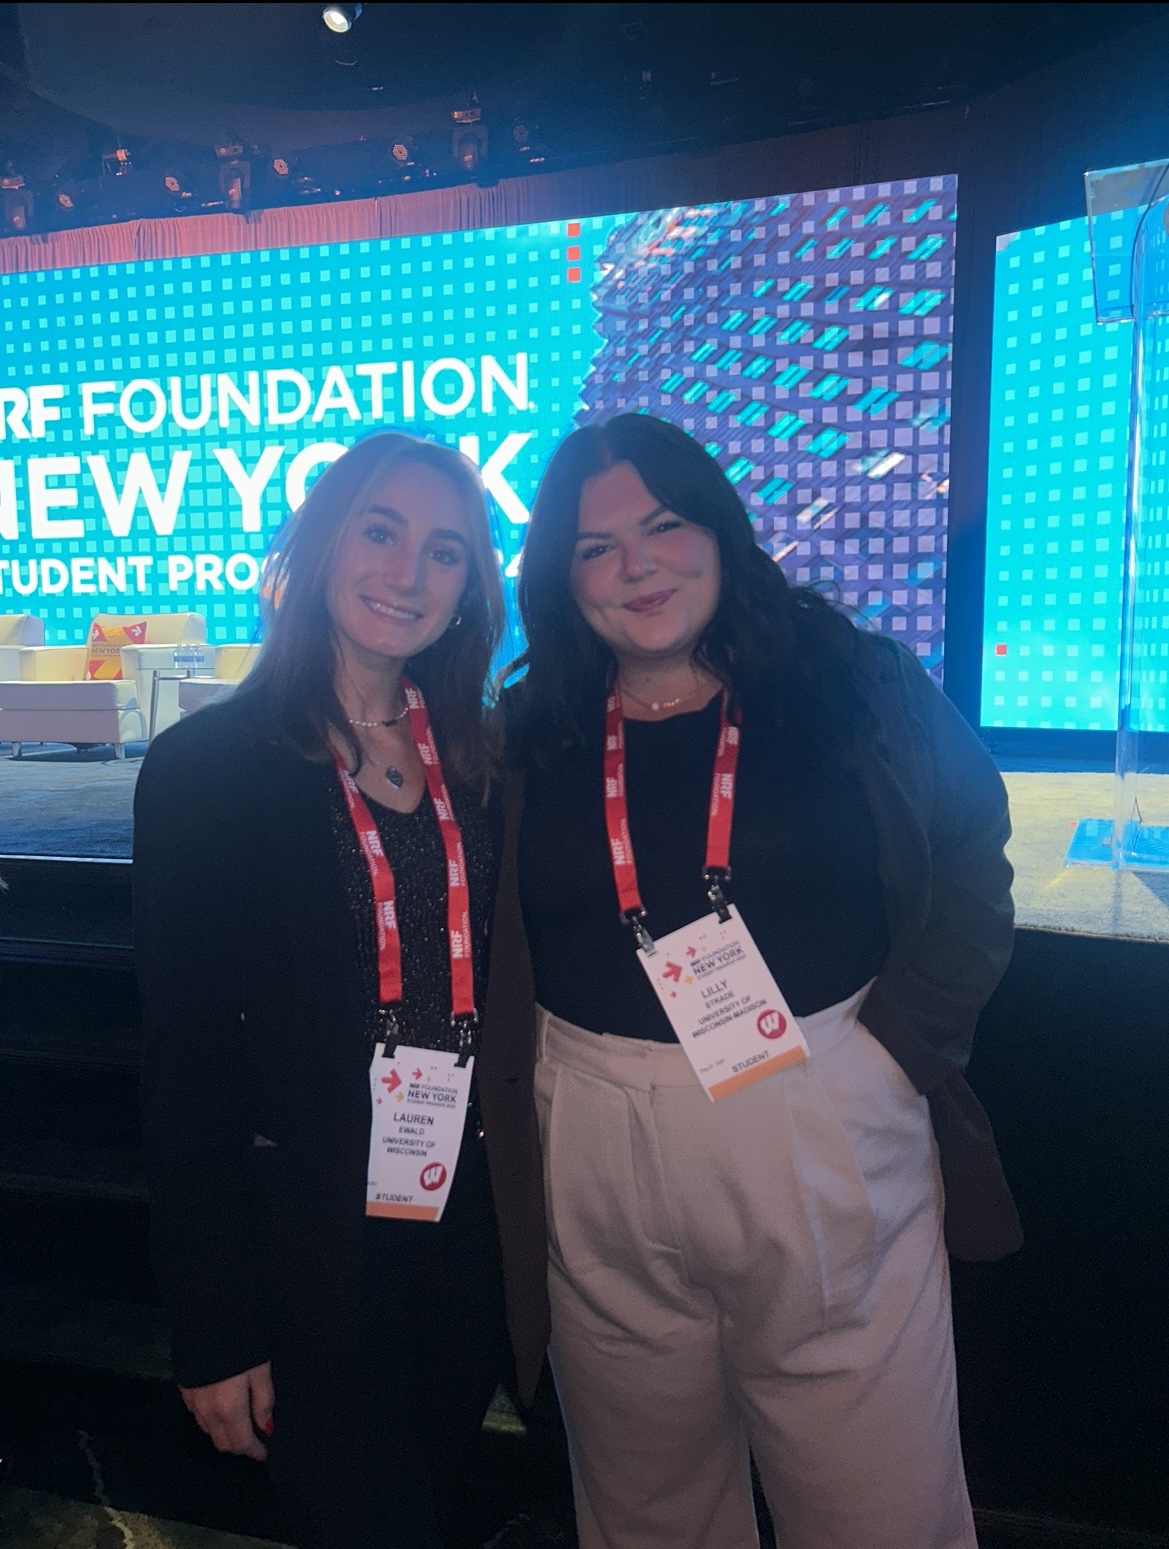 RF FOUNDATION
NEW YO K
TUDENT PRO
NRF
FOUNDATION
NRF
FOUNDATION
NRF FOUNDATION
NEW YORK
LILLY
STRADE
UNIVERSITY OF
WISCONSIN MADISON
W
STUDENT
NRF FOUNDATION
NEW YORK
LAUREN
EWALD
UNIVERSITY OF
WISCONSIN
W
STUDENT